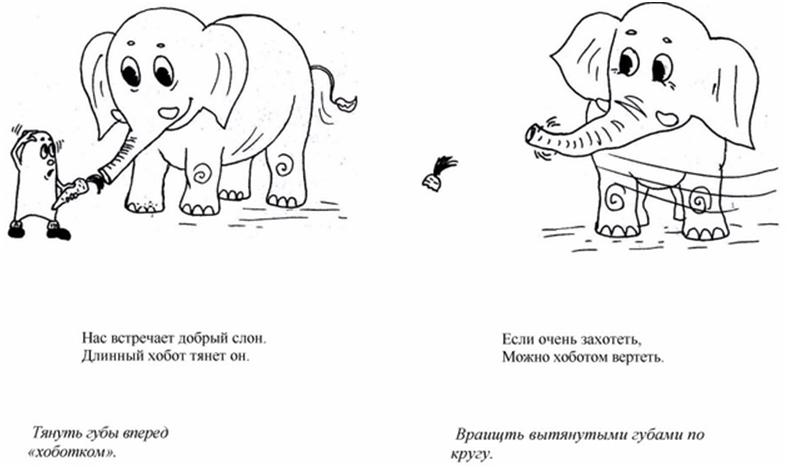 Нас встречает добрый слон.
Длинный хобот тянет он.
Тянуть губы вперед
«хоботком».
Если очень захотеть,
Можно хоботом вертеть.
Враищть вытянутыми губами по
кругу.